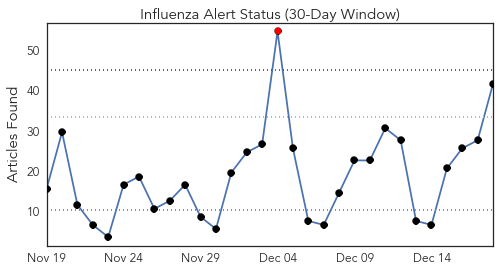 Influenza Alert Status (30-Day Window)
Articles Found
50
40
30
20
10
Nov 19 Nov 24 Nov 29 Dec 04 Dec 09 Dec 14